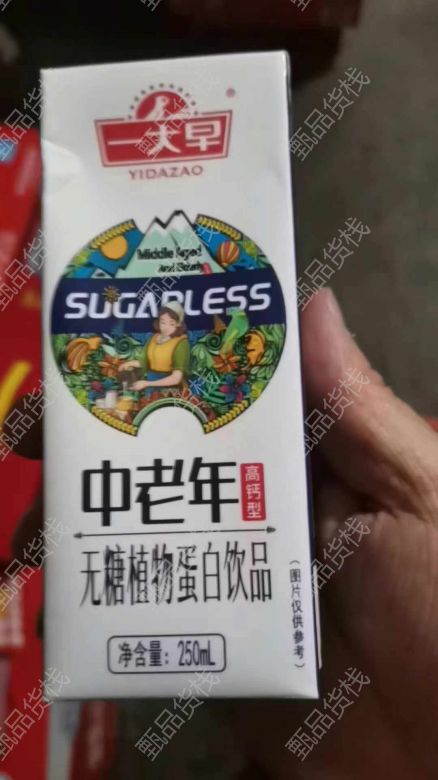 一大早
®
YIDAZAO
Middle Aged
And Elderly
SUGARLESS
中老年
高钙型
无糖植物蛋白饮品
(图片仅供参考)
净含量：250mL
甄品货栈